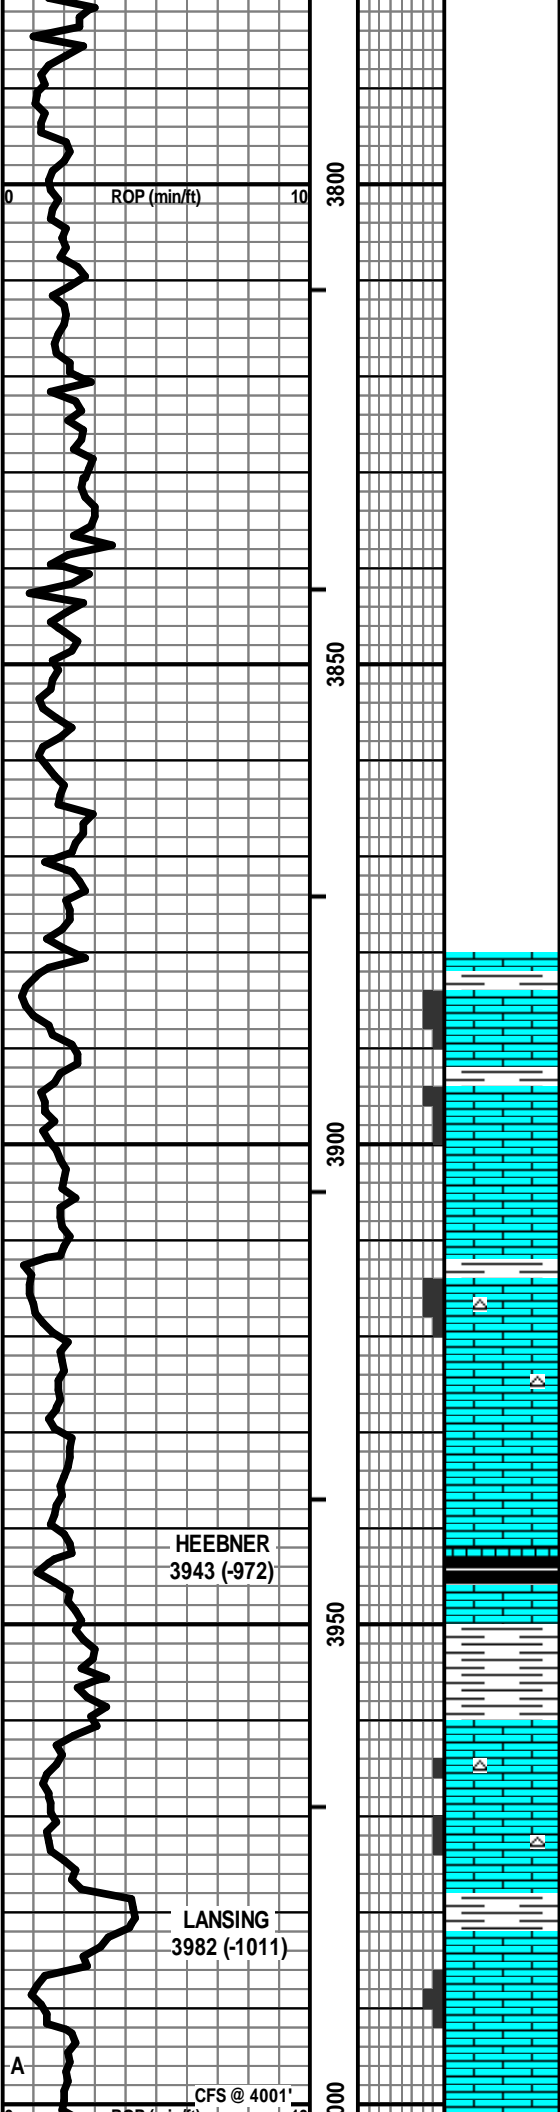 0 ROP (min/ft) 10
3800
3850
3900
HEEBNER
3943 (-972)
3950
LANSING
3982 (-1011)
A
CFS @ 4001'